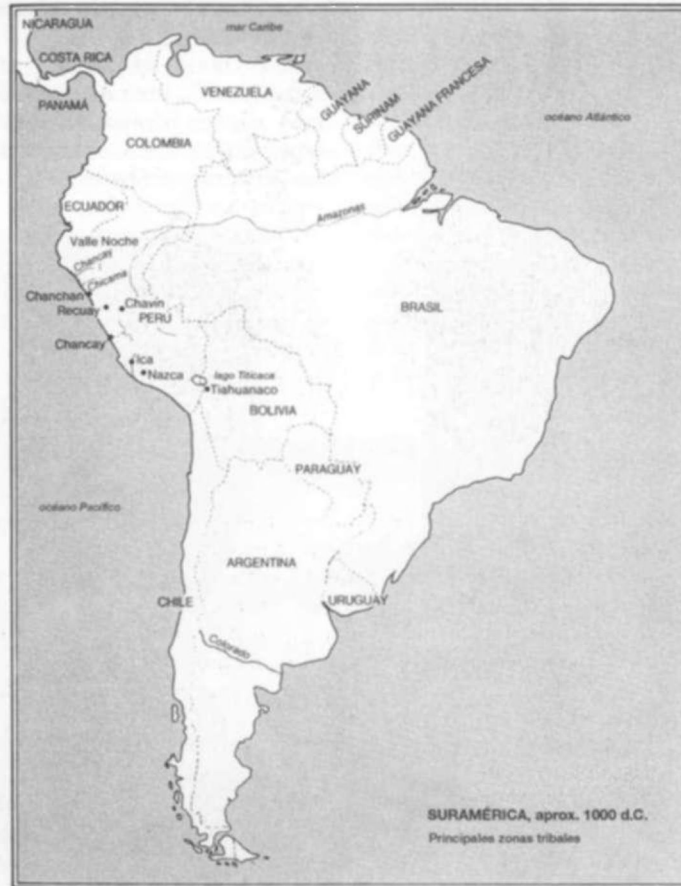 NICARAGUA
mar Caribe
COSTA RICA
PANAMÁ
VENEZUELA
GUAYANA
SURINAM
GUAYANA FRANCESA
océano Atlántico
COLOMBIA
ECUADOR
Amazonas
Valle Noche
Chancay
Chicama
Chanchan
Recuay
Chavín
PERÚ
BRASIL
Chancay
Ica
Nazca
lago Titicaca
Tiahuanaco
BOLIVIA
PARAGUAY
océano Pacífico
ARGENTINA
CHILE
URUGUAY
Colorado
SURAMÉRICA, aprox. 1000 d.C.
Principales zonas tribales